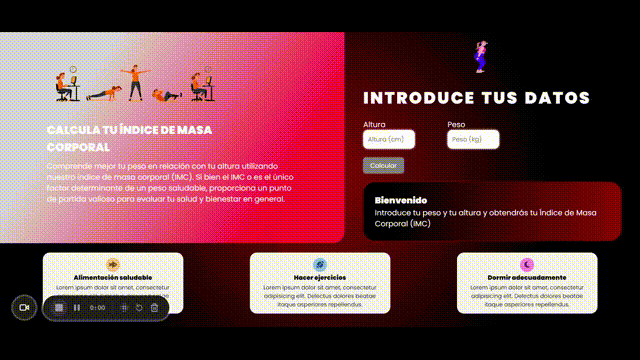 CALCULA TU ÍNDICE DE MASA
CORPORAL
Comprende mejor tu peso en relación con tu altura utilizando
nuestro índice de masa corporal (IMC). Si bien el IMC o es el único
factor determinante de un peso saludable, proporciona un punto
de partida valioso para evaluar tu salud y bienestar en general.
INTRODUCE TUS DATOS
Altura Peso
Altura (cm) Peso (kg)
Calcular
Bienvenido
Introduce tu peso y tu altura y obtendrás tu Índice de Masa
Corporal (IMC)
Alimentación saludable
Lorem ipsum dolor sit amet, consectetur
Hacer ejercicios
Lorem ipsum dolor sit amet, consectetur
adipisicing elit. Delectus dolores maiores
itaque asperiores repellendus.
Dormir adecuadamente
Lorem ipsum dolor sit amet, consectetur
adipisicing elit. Delectus dolores maiores
itaque asperiores repellendus.
0:00